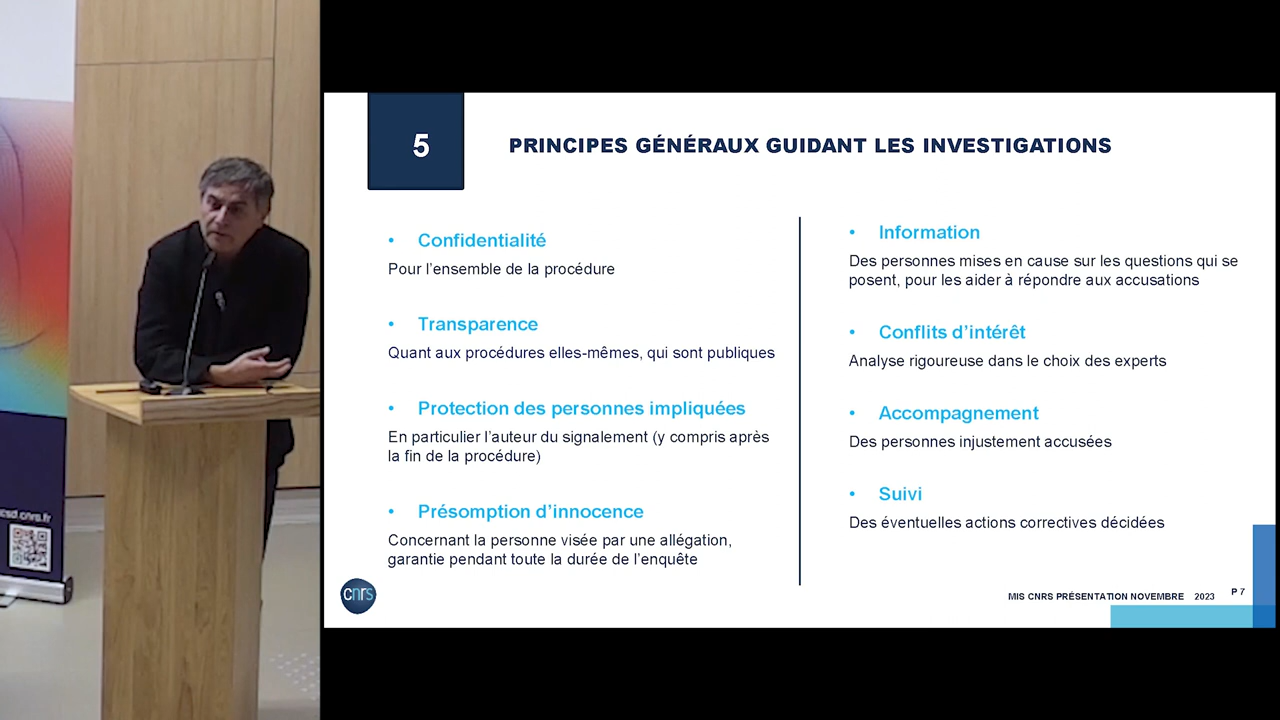 5
PRINCIPES GÉNÉRAUX GUIDANT LES INVESTIGATIONS
• Confidentialité
Pour l’ensemble de la procédure
• Transparence
Quant aux procédures elles-mêmes, qui sont publiques
• Protection des personnes impliquées
En particulier l’auteur du signalement (y compris après
la fin de la procédure)
• Présomption d’innocence
Concernant la personne visée par une allégation,
garantie pendant toute la durée de l’enquête
• Information
Des personnes mises en cause sur les questions qui se
posent, pour les aider à répondre aux accusations
• Conflits d’intérêt
Analyse rigoureuse dans le choix des experts
• Accompagnement
Des personnes injustement accusées
• Suivi
Des éventuelles actions correctives décidées
cnrs
MIS CNRS PRÉSENTATION NOVEMBRE 2023
P 7
csd.cnrs.fr